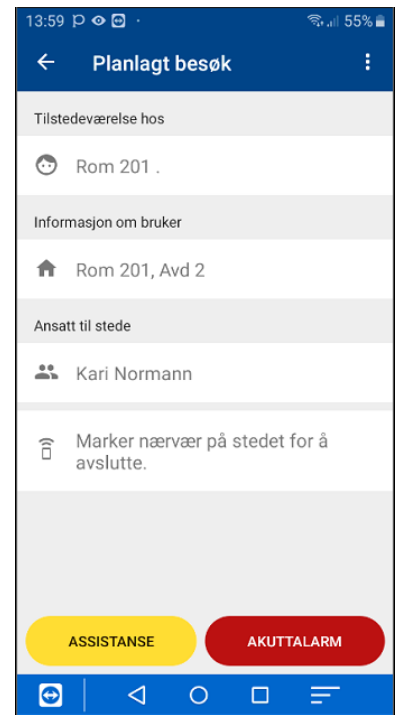 13:59
55%
Planlagt besøk
Tilstedeværelse hos
Rom 201 .
Informasjon om bruker
Rom 201, Avd 2
Ansatt til stede
Kari Normann
Marker nærvær på stedet for å
avslutte.
ASSISTANSE
AKUTTALARM